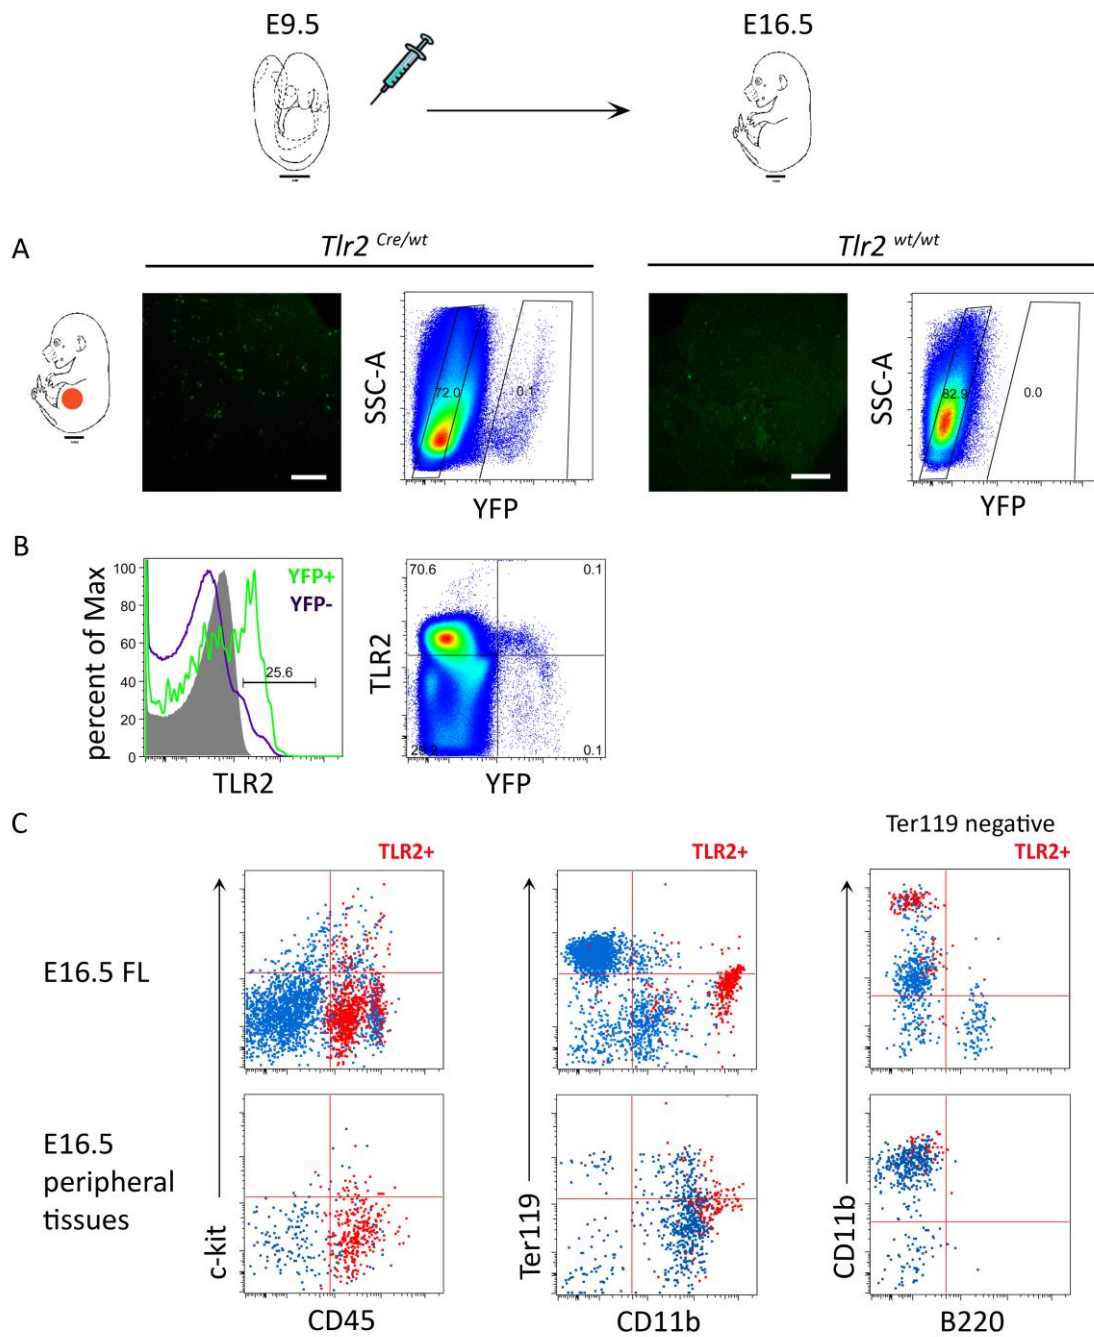 E9.5
E16.5
A
Tlr2 Cre/wt
Tlr2 wt/wt
SSC-A
72.0
0.1
YFP
SSC-A
82.9
0.0
YFP
B
percent of Max
100
80
60
40
20
0
YFP+
YFP-
25.6
TLR2
TLR2
70.6
0.1
0.1
YFP
C
Ter119 negative
TLR2+
TLR2+
TLR2+
E16.5 FL
E16.5
peripheral
tissues
c-kit
Ter119
CD11b
CD45
CD11b
B220